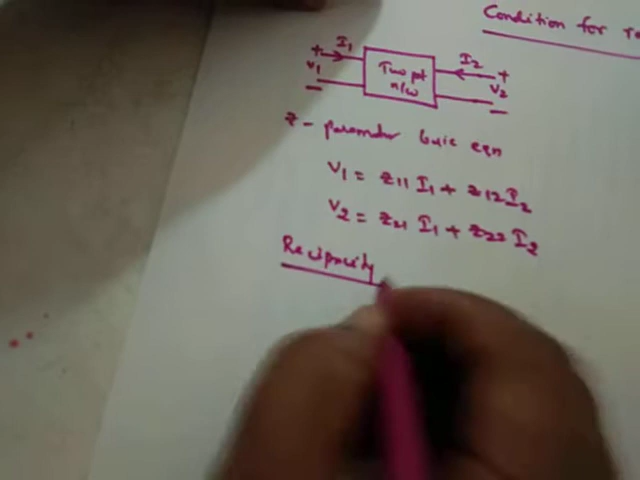 Condition for
I1
I2
+
+
V1
Two pt
n/w
V2
-
-
Z - parameter basic eqn
V1 = Z11 I1 + Z12 I2
V2 = Z21 I1 + Z22 I2
Reciprocity